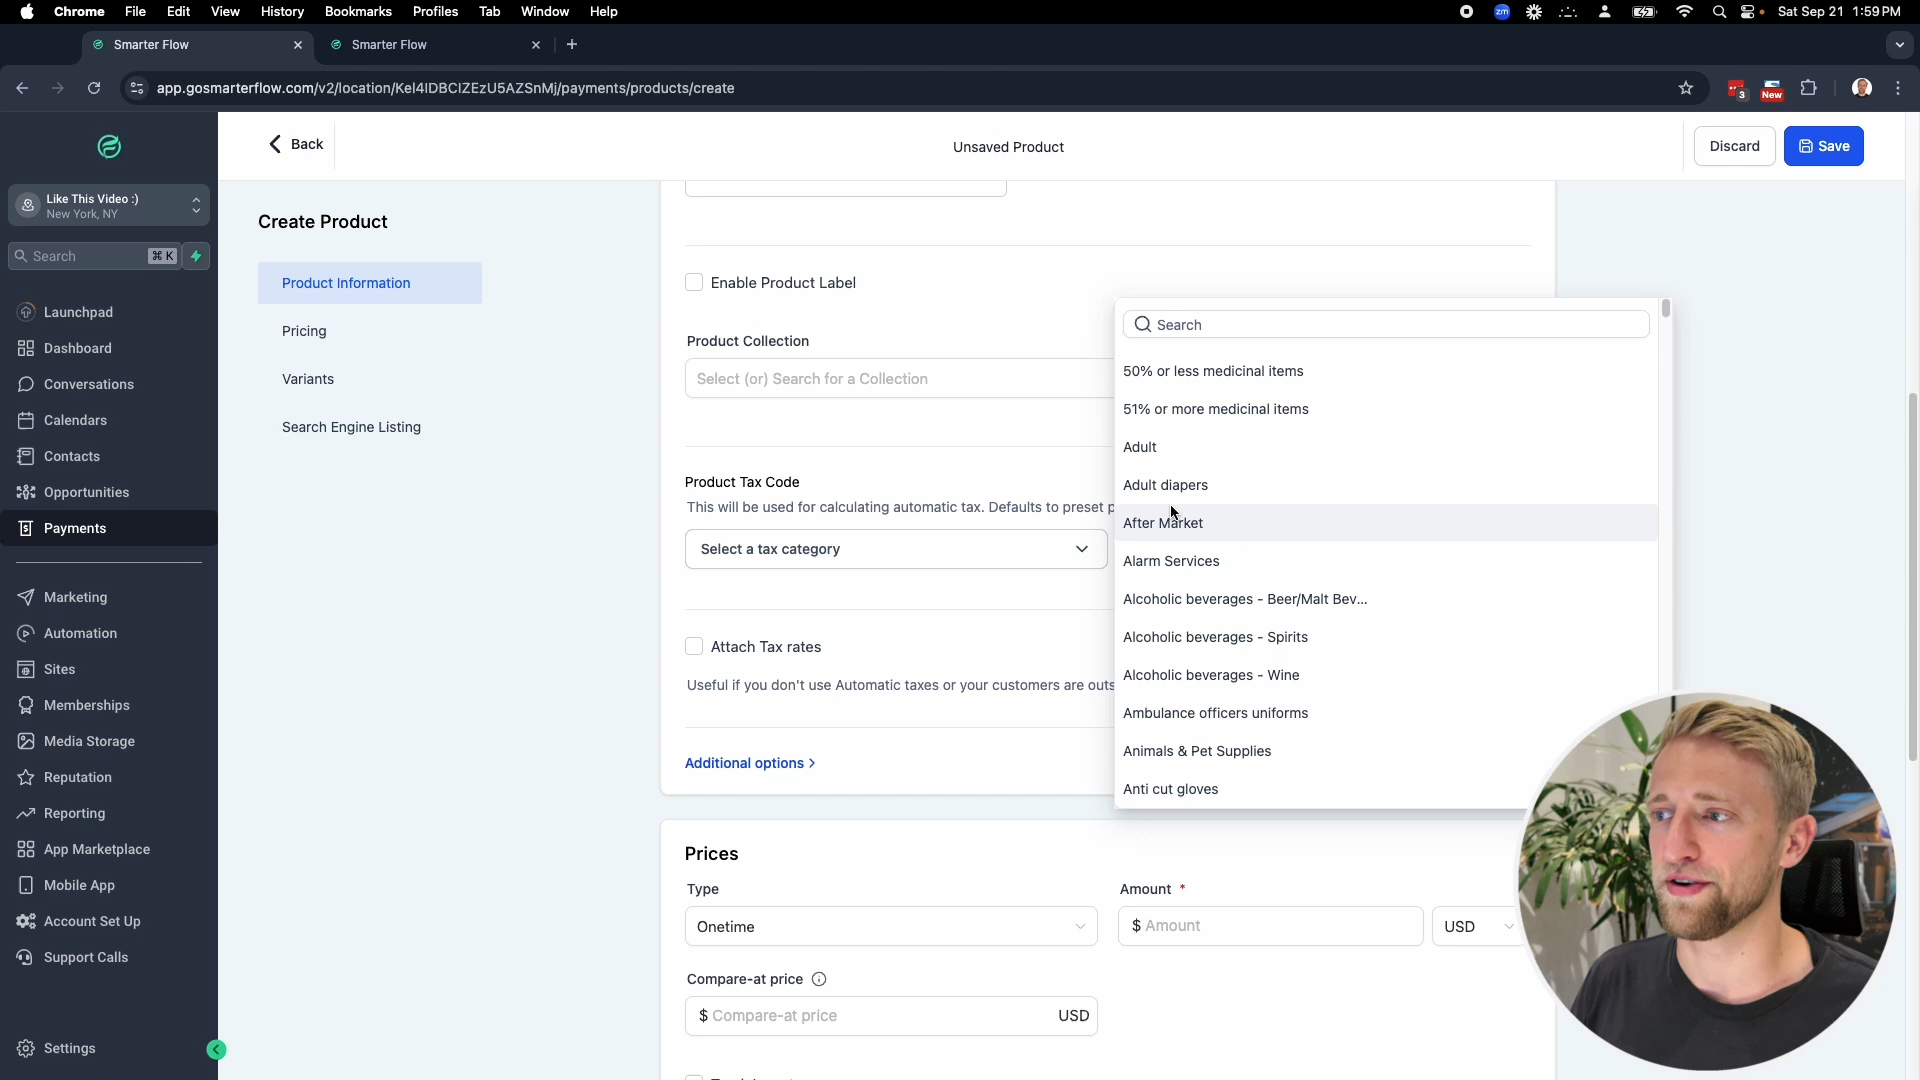 Chrome File Edit View History Bookmarks Profiles Tab Window Help
zm
Sat Sep 21 1:59 PM
Smarter Flow
Smarter Flow
app.gosmarterflow.com/v2/location/Kel4IDBCIZEzU5AZSnMj/payments/products/create
3
New
Like This Video :)
New York, NY
Search
⌘ K
Launchpad
Dashboard
Conversations
Calendars
Contacts
Opportunities
Payments
Marketing
Automation
Sites
Memberships
Media Storage
Reputation
Reporting
App Marketplace
Mobile App
Account Set Up
Support Calls
Settings
Back
Unsaved Product
Discard
Save
Create Product
Product Information
Pricing
Variants
Search Engine Listing
Enable Product Label
Product Collection
Select (or) Search for a Collection
Product Tax Code
This will be used for calculating automatic tax. Defaults to preset
Select a tax category
Attach Tax rates
Useful if you don't use Automatic taxes or your customers are
Additional options >
Search
50% or less medicinal items
51% or more medicinal items
Adult
Adult diapers
After Market
Alarm Services
Alcoholic beverages - Beer/Malt Bev...
Alcoholic beverages - Spirits
Alcoholic beverages - Wine
Ambulance officers uniforms
Animals & Pet Supplies
Anti cut gloves
Prices
Type
Onetime
Amount *
$ Amount
USD
Compare-at price
$ Compare-at price
USD